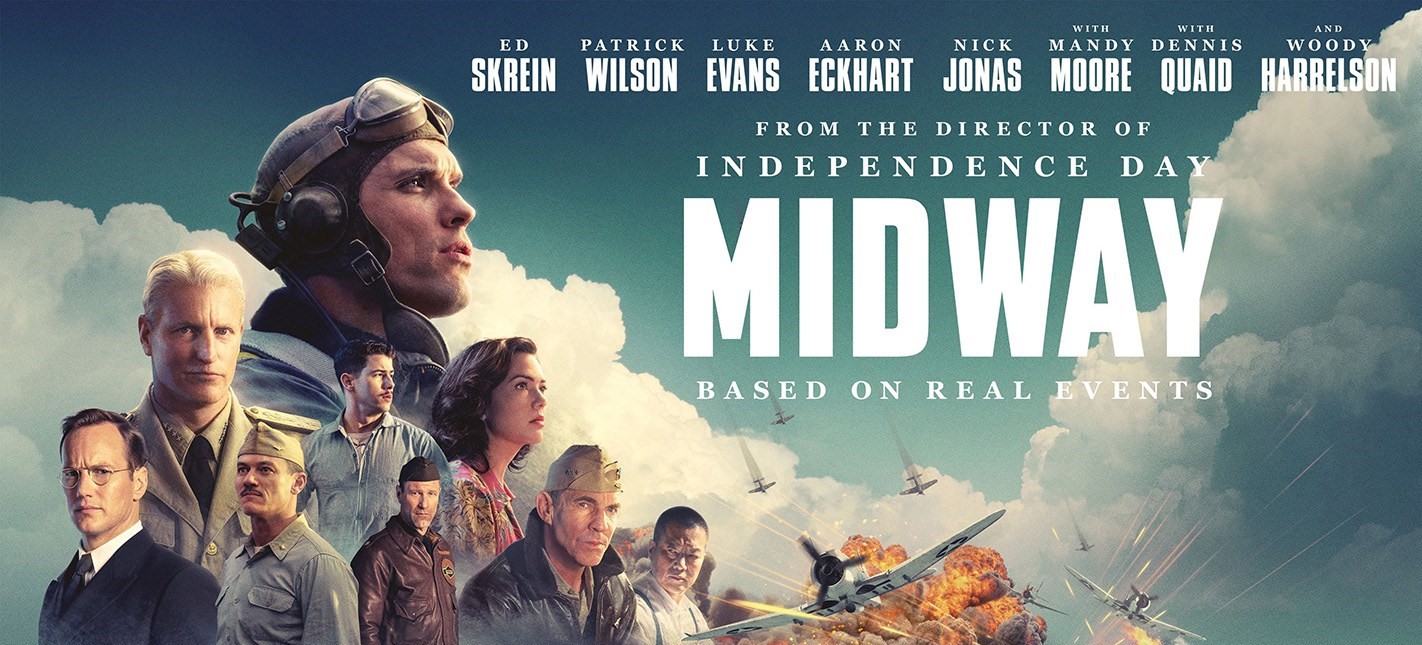 ED SKREIN
PATRICK WILSON
LUKE EVANS
AARON ECKHART
NICK JONAS
WITH MANDY MOORE
WITH DENNIS QUAID
AND WOODY HARRELSON
FROM THE DIRECTOR OF
INDEPENDENCE DAY
MIDWAY
BASED ON REAL EVENTS